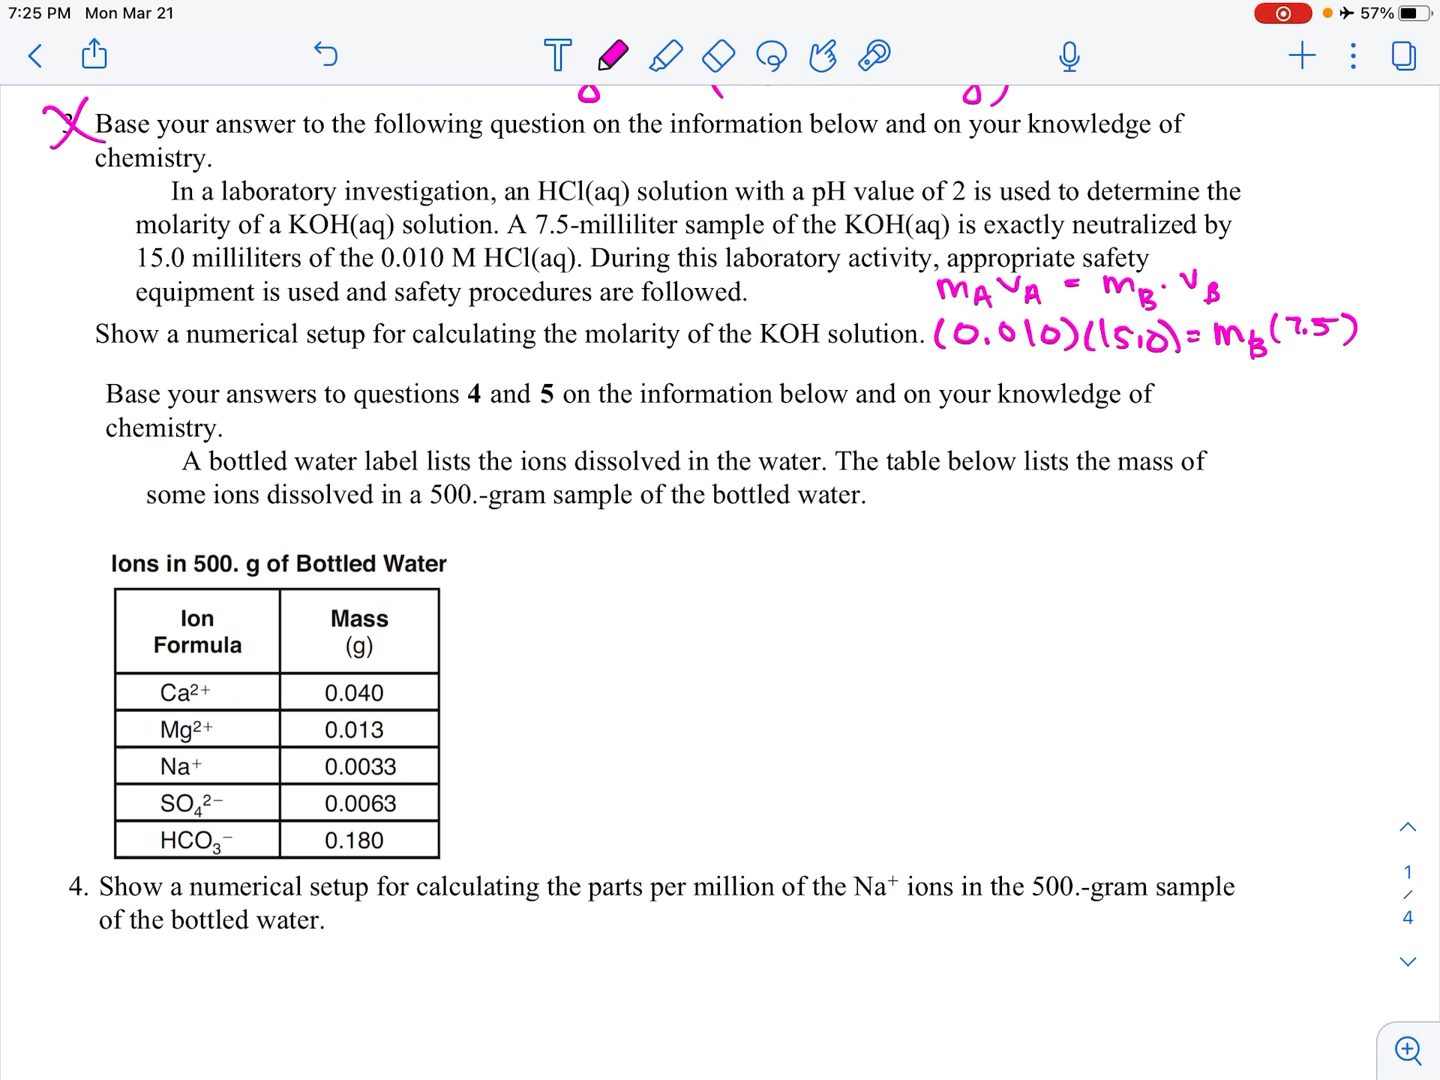 7:25 PM Mon Mar 21
57%
Base your answer to the following question on the information below and on your knowledge of
chemistry.
In a laboratory investigation, an HCl(aq) solution with a pH value of 2 is used to determine the
molarity of a KOH(aq) solution. A 7.5-milliliter sample of the KOH(aq) is exactly neutralized by
15.0 milliliters of the 0.010 M HCl(aq). During this laboratory activity, appropriate safety
equipment is used and safety procedures are followed.
mA VA = mB · VB
Show a numerical setup for calculating the molarity of the KOH solution. (0.010)(15.0) = mB (7.5)
Base your answers to questions 4 and 5 on the information below and on your knowledge of
chemistry.
A bottled water label lists the ions dissolved in the water. The table below lists the mass of
some ions dissolved in a 500.-gram sample of the bottled water.
Ions in 500. g of Bottled Water
Ion Formula Mass (g)
Ca²⁺ 0.040
Mg²⁺ 0.013
Na⁺ 0.0033
SO₄²⁻ 0.0063
HCO₃⁻ 0.180
4. Show a numerical setup for calculating the parts per million of the Na⁺ ions in the 500.-gram sample
of the bottled water.
1
/
4